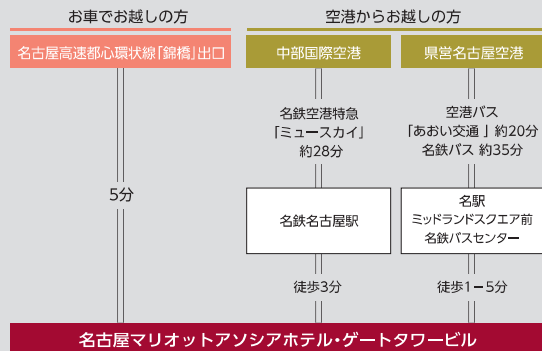 お車でお越しの方
名古屋高速都心環状線「錦橋」出口
5分
空港からお越しの方
中部国際空港
名鉄空港特急
「ミュースカイ」
約28分
名鉄名古屋駅
徒歩3分
県営名古屋空港
空港バス
「あおい交通」約20分
名鉄バス 約35分
名駅
ミッドランドスクエア前
名鉄バスセンター
徒歩1−5分
名古屋マリオットアソシアホテル・ゲートタワービル